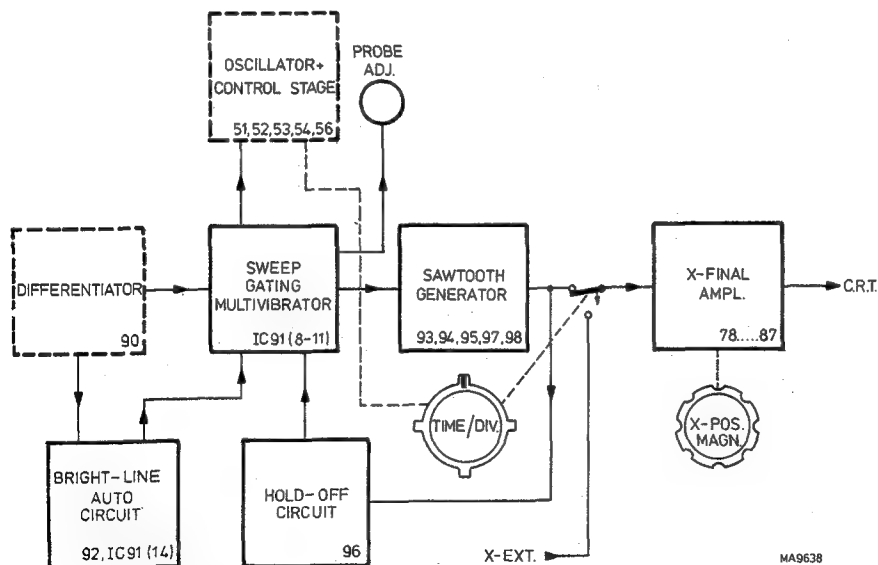 OSCILLATOR+
CONTROL STAGE
51,52,53,54,56
PROBE
ADJ.
DIFFERENTIATOR
90
SWEEP
GATING
MULTIVIBRATOR
IC91(8-11)
SAWTOOTH
GENERATOR
93,94,95,97,98
X-FINAL
AMPL.
78.....87
C.R.T.
TIME/DIV.
X-POS.
MAGN.
BRIGHT-LINE
AUTO
CIRCUIT
92,IC91(14)
HOLD-OFF
CIRCUIT
96
X-EXT.
MA9638